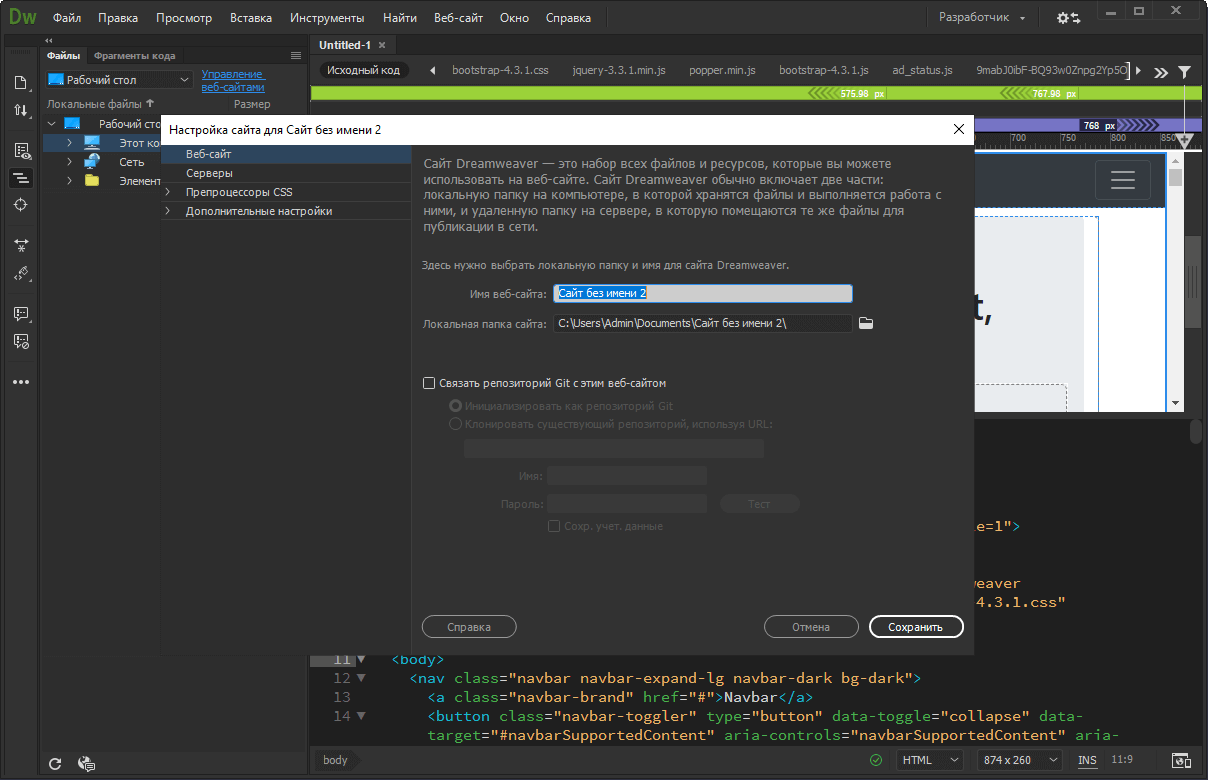 Dw Файл Правка Просмотр Вставка Инструменты Найти Веб-сайт Окно Справка Разработчик
Файлы Фрагменты кода
Рабочий стол
Управление
веб-сайтами
Локальные файлы Размер
Рабочий сто
Этот ко
Сеть
Элемент
Untitled-1
Исходный код bootstrap-4.3.1.css jquery-3.3.1.min.js popper.min.js bootstrap-4.3.1.js ad_status.js 9mabJ0ibF-BQ93w0Znpg2Yp5O
575.98 px 767.98 px
768 px
700 750 800 850
Настройка сайта для Сайт без имени 2
Веб-сайт
Серверы
Препроцессоры CSS
Дополнительные настройки
Сайт Dreamweaver — это набор всех файлов и ресурсов, которые вы можете
использовать на веб-сайте. Сайт Dreamweaver обычно включает две части:
локальную папку на компьютере, в которой хранятся файлы и выполняется работа с
ними, и удаленную папку на сервере, в которую помещаются те же файлы для
публикации в сети.
Здесь нужно выбрать локальную папку и имя для сайта Dreamweaver.
Имя веб-сайта: Сайт без имени 2
Локальная папка сайта: C:\Users\Admin\Documents\Сайт без имени 2\
Связать репозиторий Git с этим веб-сайтом
Инициализировать как репозиторий Git
Клонировать существующий репозиторий, используя URL:
Имя:
Пароль: Тест
Сохр. учет. данные
Справка Отмена Сохранить
t,
e=1">
eaver
4.3.1.css"
11 <body>
12 <nav class="navbar navbar-expand-lg navbar-dark bg-dark">
13 <a class="navbar-brand" href="#">Navbar</a>
14 <button class="navbar-toggler" type="button" data-toggle="collapse" data-
target="#navbarSupportedContent" aria-controls="navbarSupportedContent" aria-
body HTML 874 x 260 INS 11:9